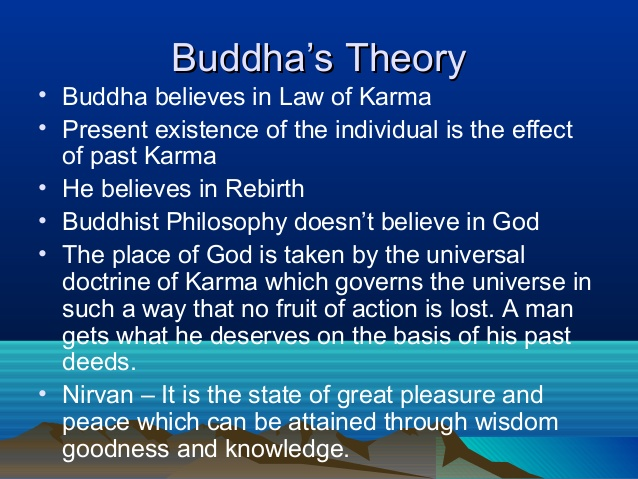 Buddha’s Theory
• Buddha believes in Law of Karma
• Present existence of the individual is the effect
of past Karma
• He believes in Rebirth
• Buddhist Philosophy doesn’t believe in God
• The place of God is taken by the universal
doctrine of Karma which governs the universe in
such a way that no fruit of action is lost. A man
gets what he deserves on the basis of his past
deeds.
• Nirvan – It is the state of great pleasure and
peace which can be attained through wisdom
goodness and knowledge.